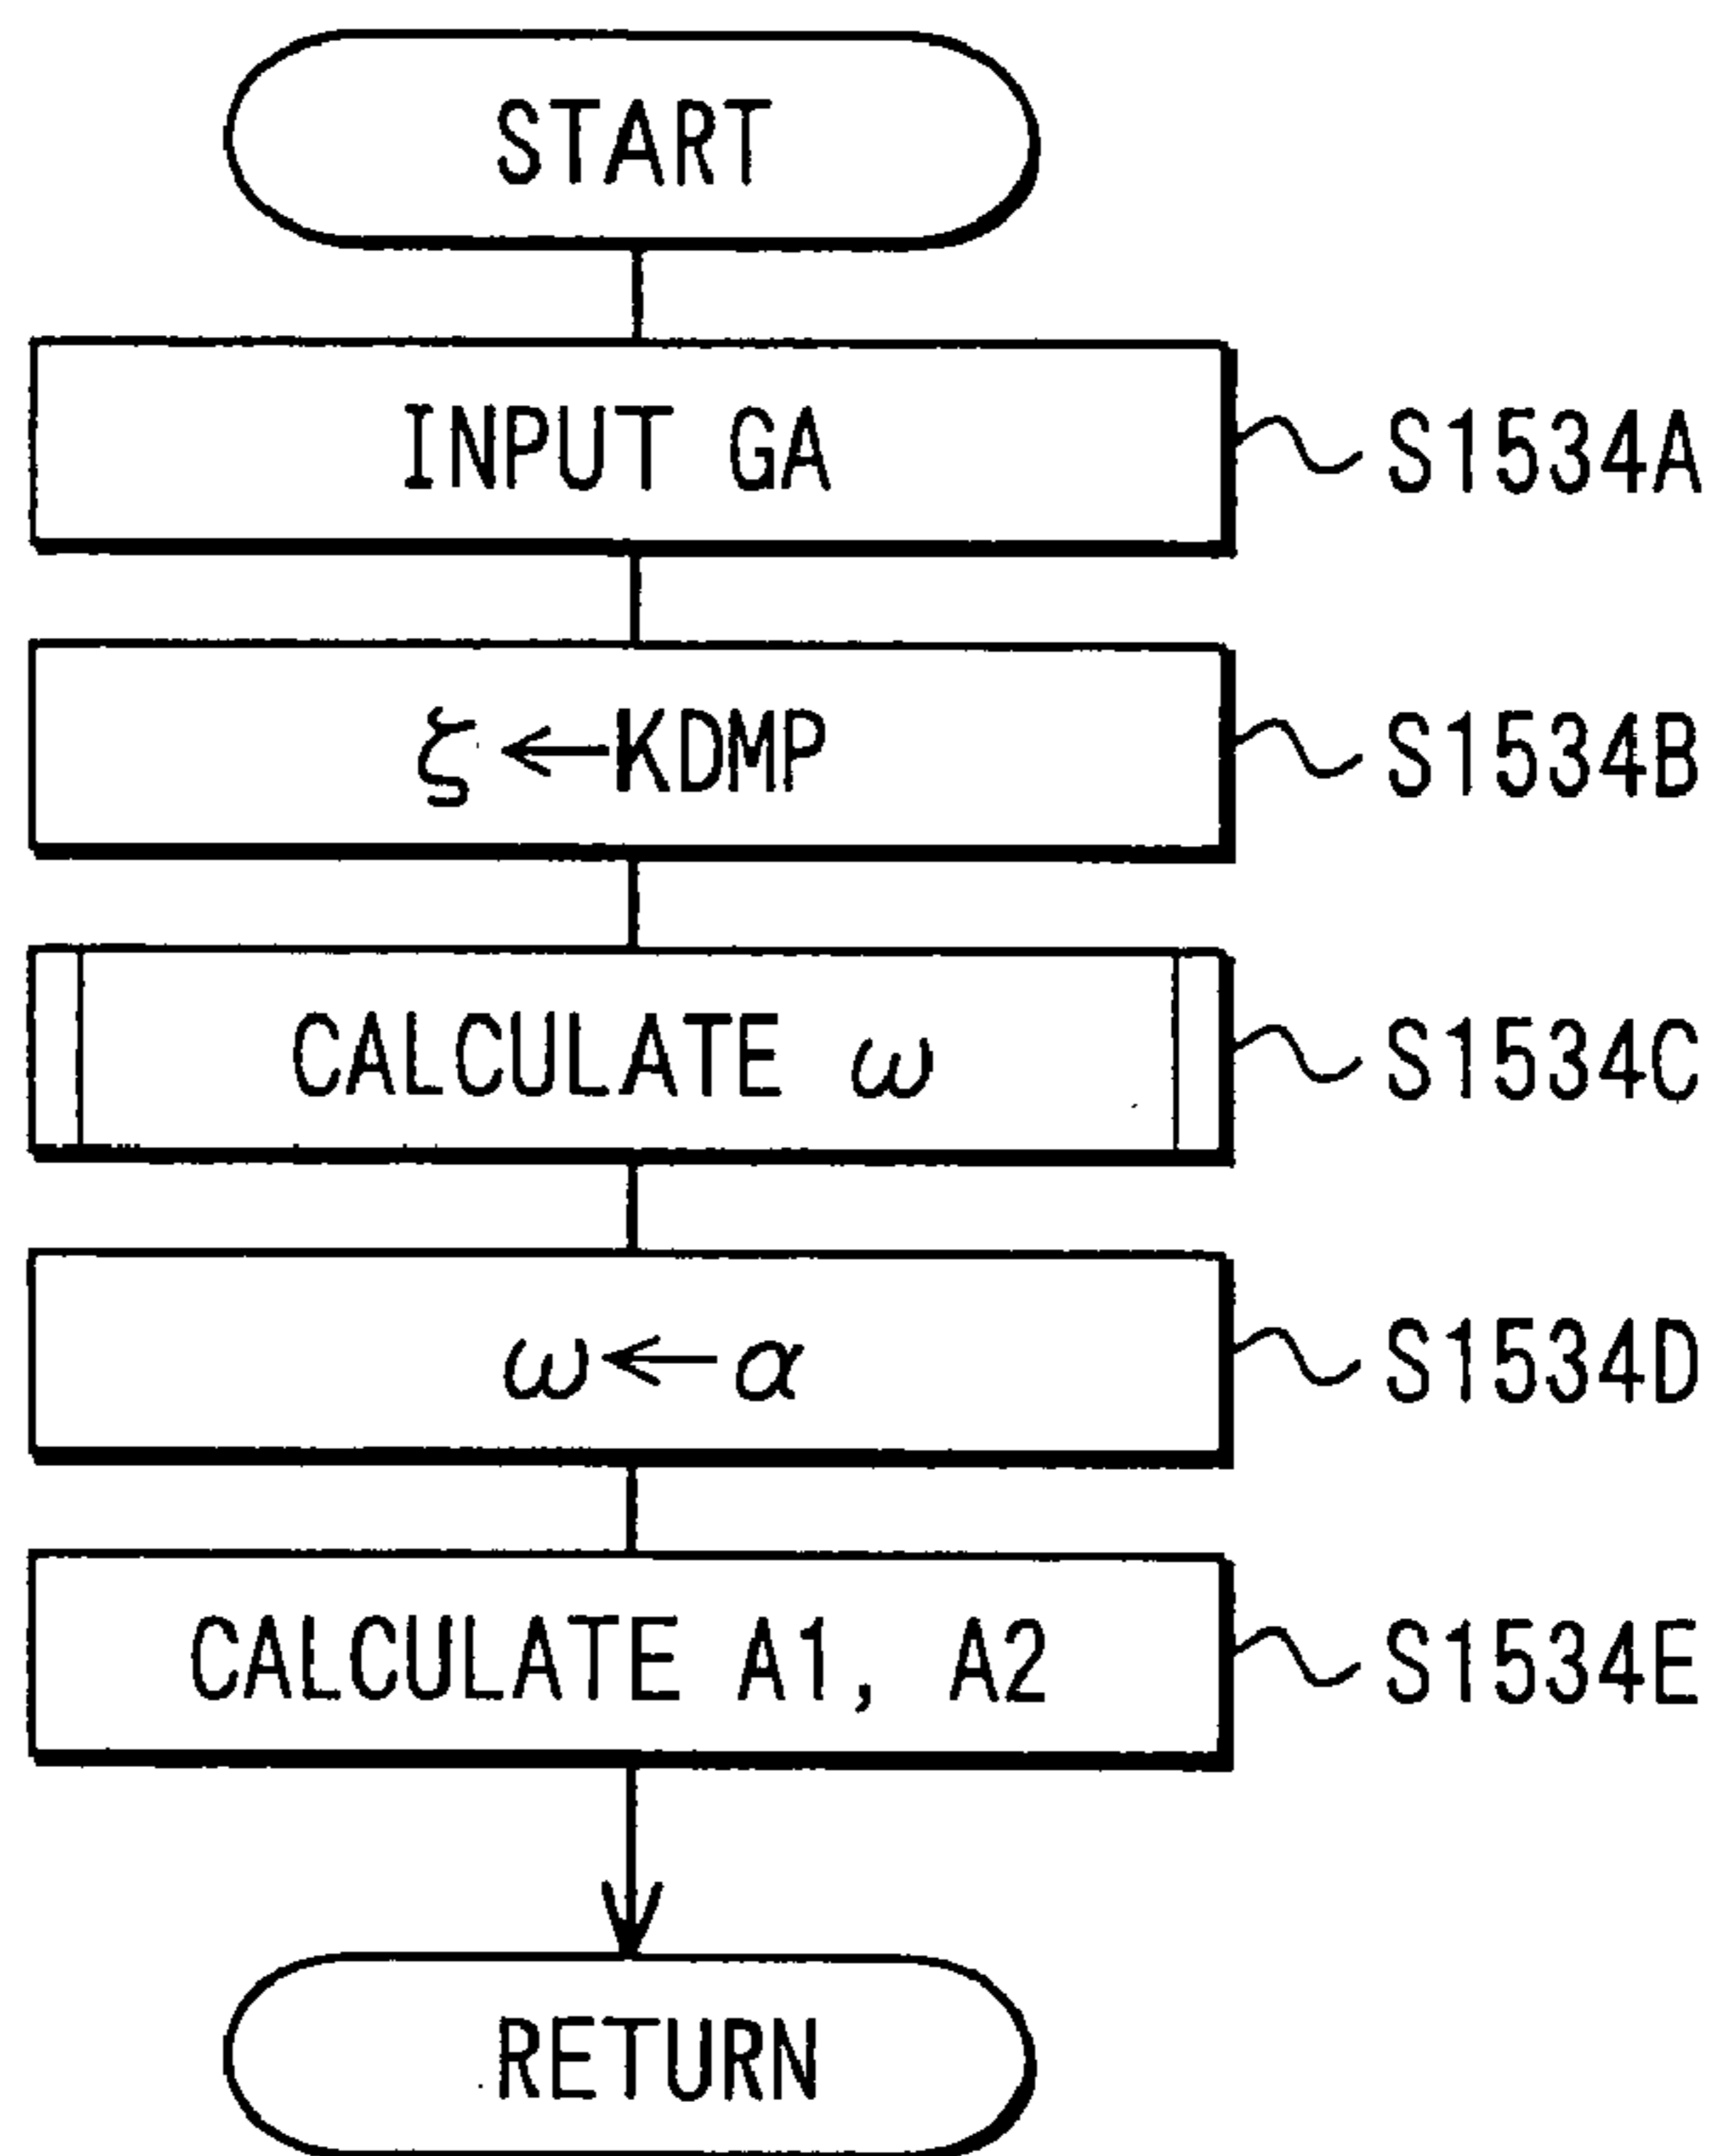 START
INPUT GA S1534A
ζ←KDMP S1534B
CALCULATE ω S1534C
ω←α S1534D
CALCULATE A1, A2 S1534E
RETURN